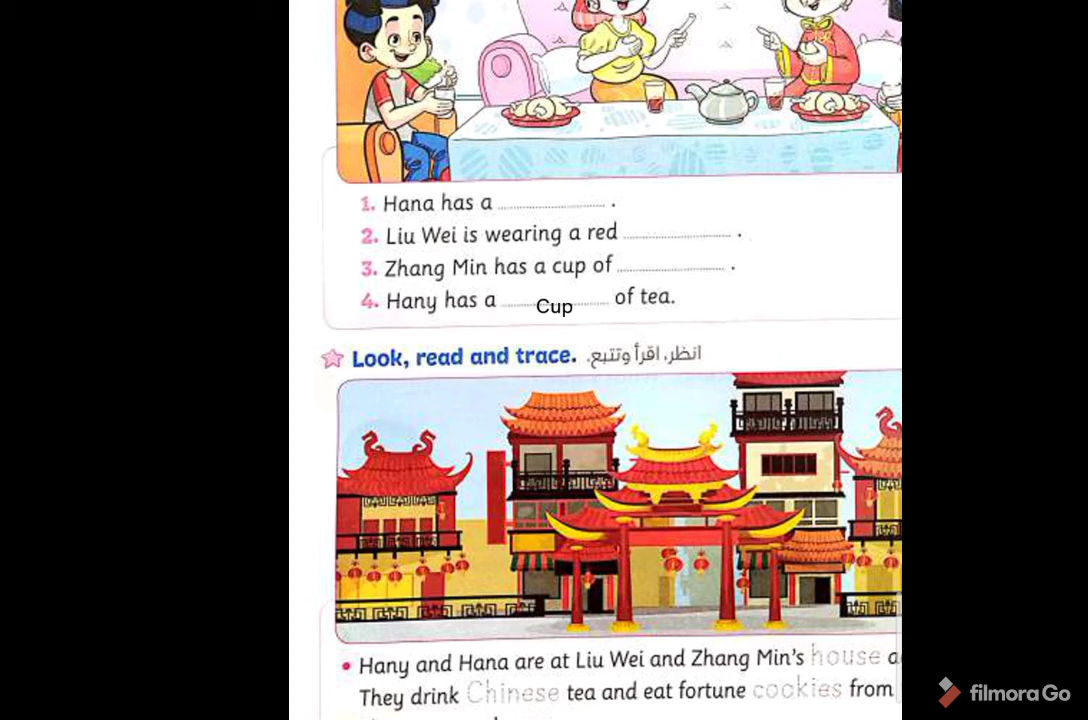 1. Hana has a .................... .
2. Liu Wei is wearing a red .................... .
3. Zhang Min has a cup of .................... .
4. Hany has a Cup of tea.
Look, read and trace. انظر، اقرأ وتتبع.
Hany and Hana are at Liu Wei and Zhang Min's house
They drink Chinese tea and eat fortune cookies from
filmora Go